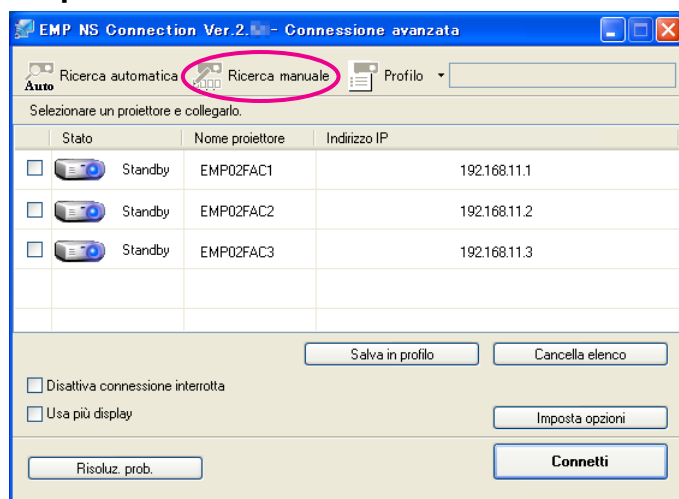 EMP NS Connection Ver.2. - Connessione avanzata
Auto Ricerca automatica Ricerca manuale Profilo
Selezionare un proiettore e collegarlo.
Stato Nome proiettore Indirizzo IP
Standby EMP02FAC1 192.168.11.1
Standby EMP02FAC2 192.168.11.2
Standby EMP02FAC3 192.168.11.3
Salva in profilo Cancella elenco
Disattiva connessione interrotta
Usa più display
Imposta opzioni
Risoluz. prob. Connetti